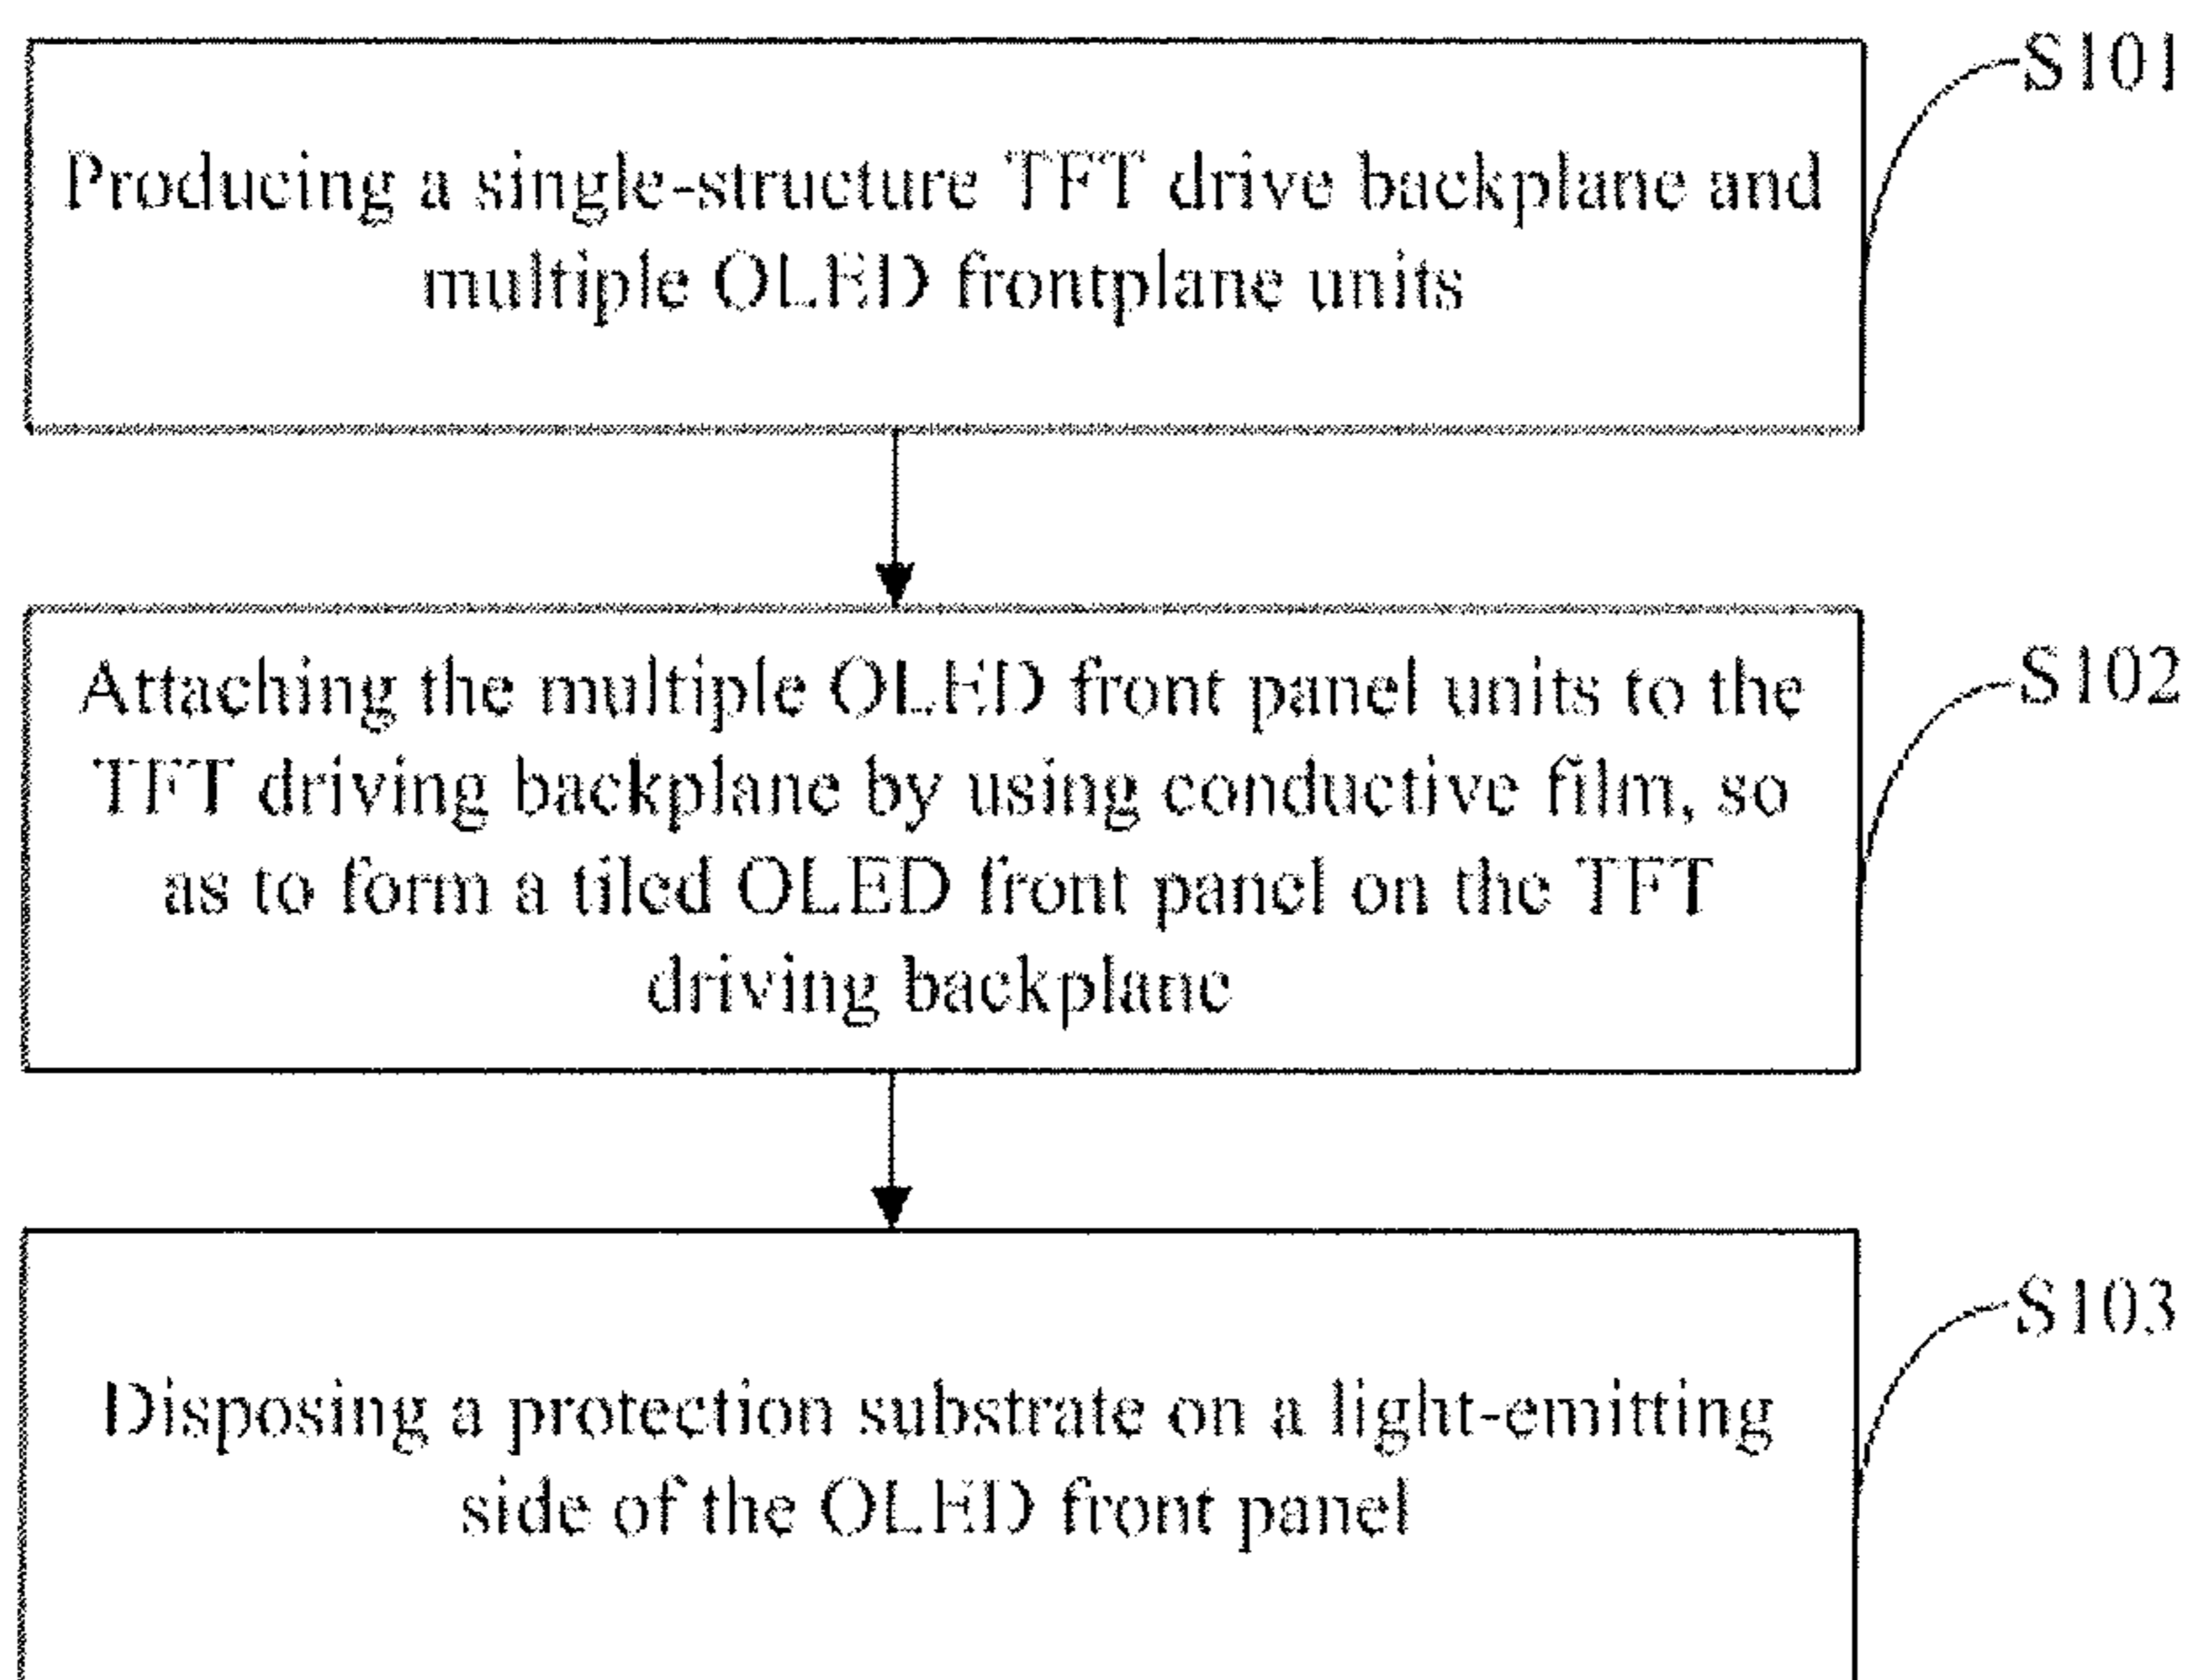 S101
Producing a single-structure TFT drive backplane and
multiple OLED frontplane units
S102
Attaching the multiple OLED front panel units to the
TFT driving backplane by using conductive film, so
as to form a tiled OLED front panel on the TFT
driving backplane
S103
Disposing a protection substrate on a light-emitting
side of the OLED front panel